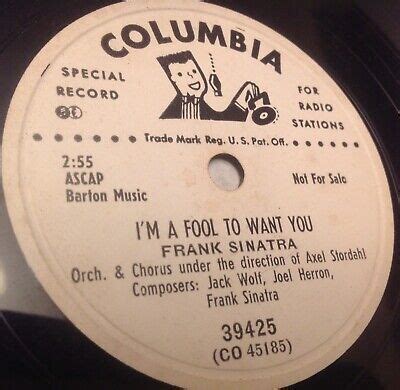 COLUMBIA
SPECIAL
RECORD
FOR
RADIO
STATIONS
Trade Mark Reg. U.S. Pat. Off.
2:55
ASCAP
Barton Music
Not For Sale
I'M A FOOL TO WANT YOU
FRANK SINATRA
Orch. & Chorus under the direction of Axel Stordahl
Composers: Jack Wolf, Joel Herron,
Frank Sinatra
39425
(CO 45185)